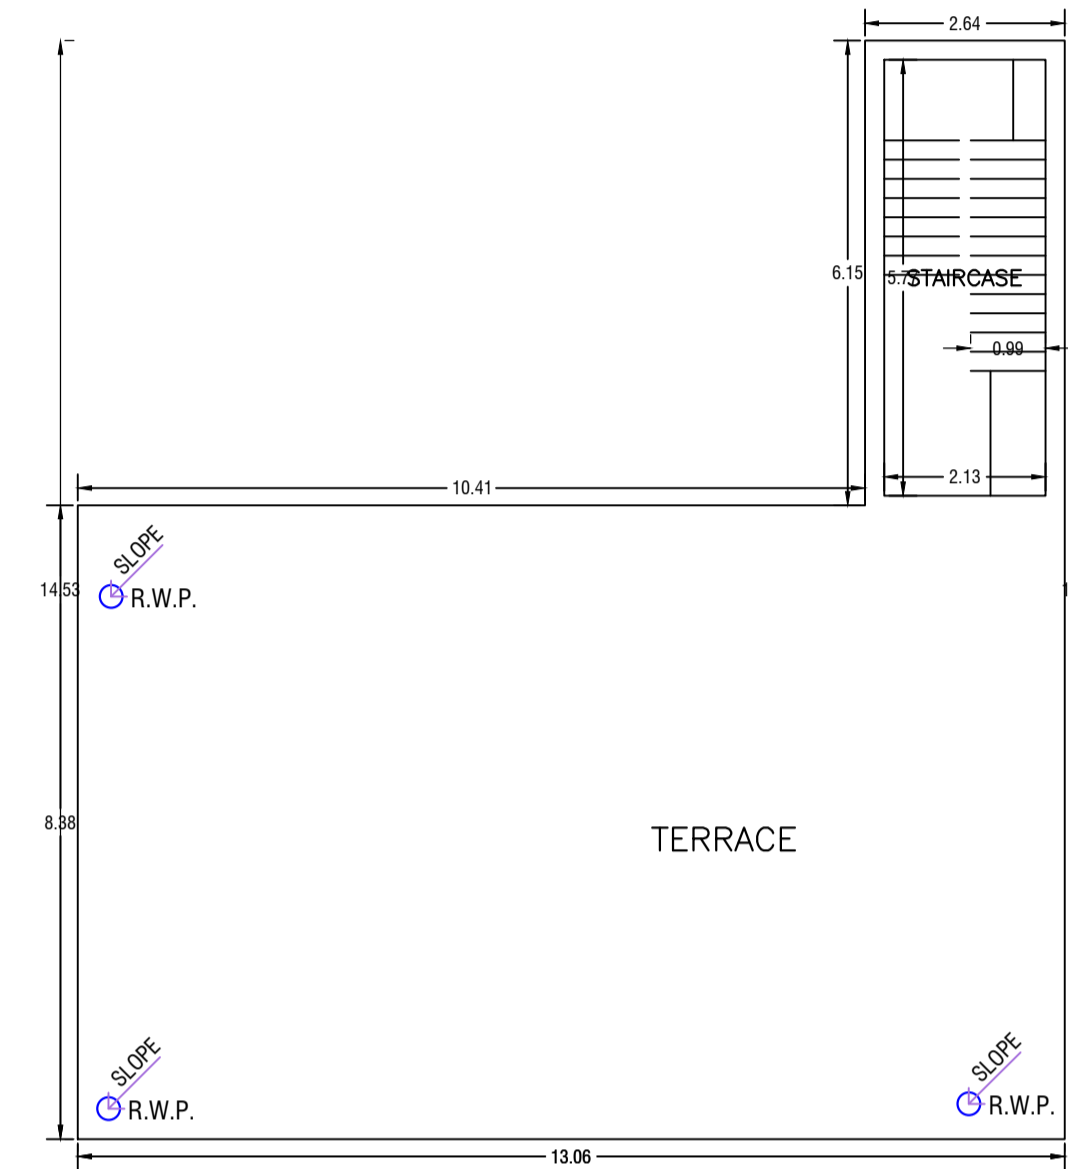 2.64
6.15
STAIRCASE
0.99
2.13
10.41
SLOPE
R.W.P.
14.53
8.38
TERRACE
SLOPE
R.W.P.
SLOPE
R.W.P.
13.06